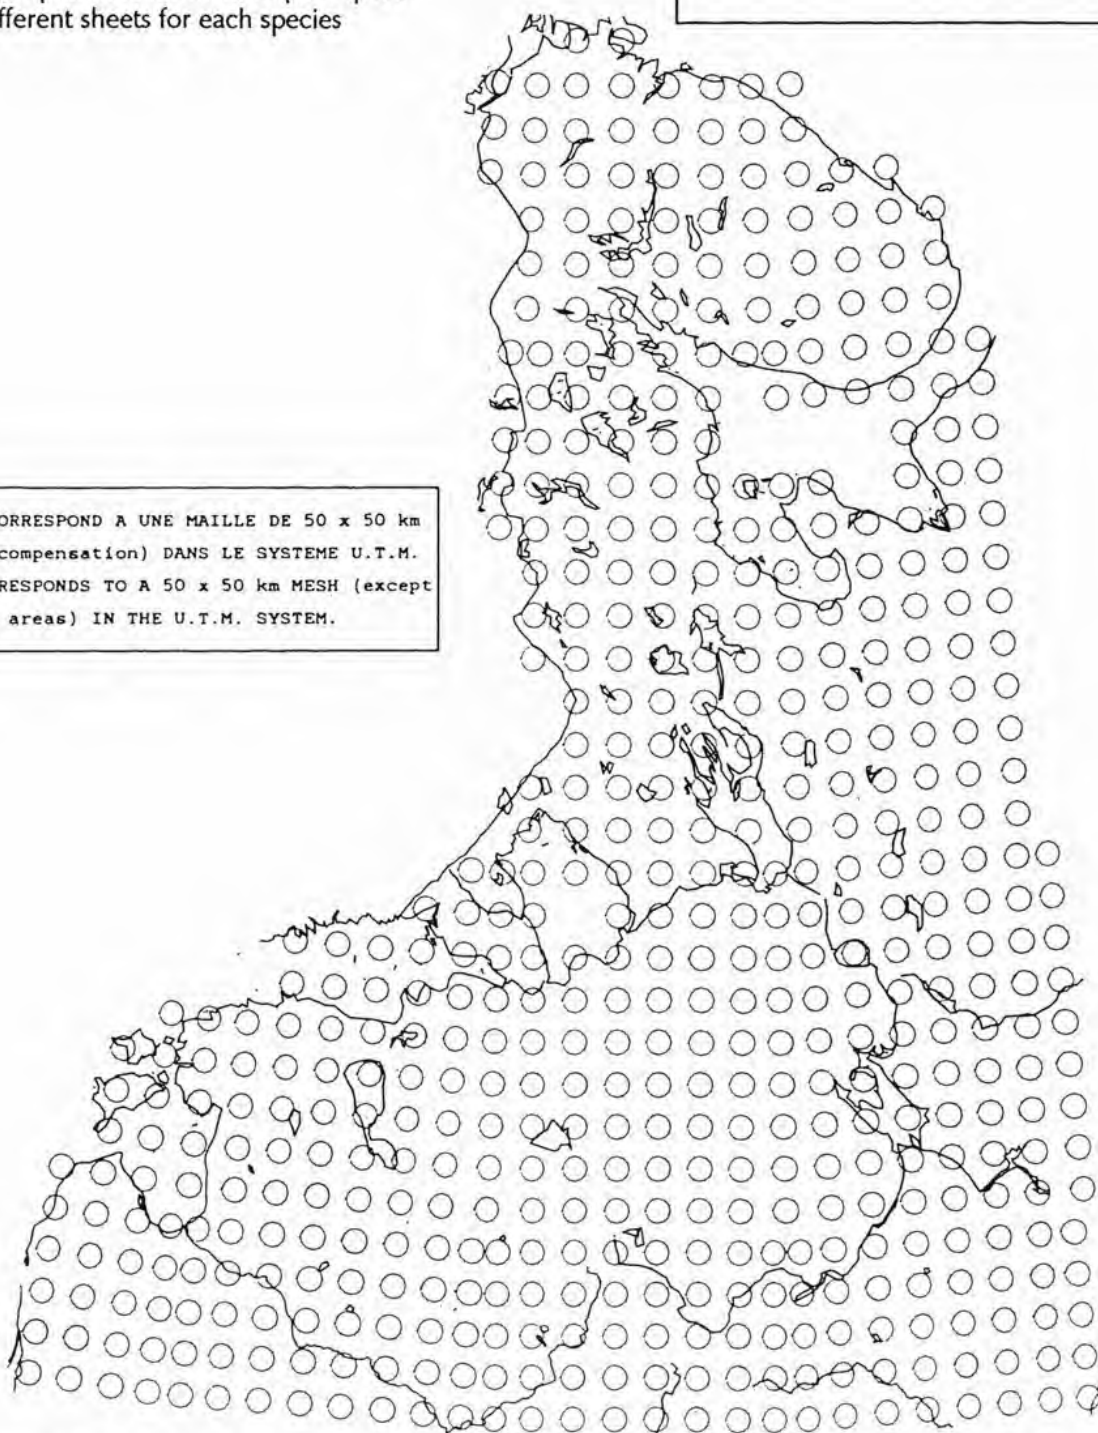 fferent sheets for each species
ORRESPOND A UNE MAILLE DE 50 x 50 km
compensation) DANS LE SYSTEME U.T.M.
RESPONDS TO A 50 x 50 km MESH (except
areas) IN THE U.T.M. SYSTEM.